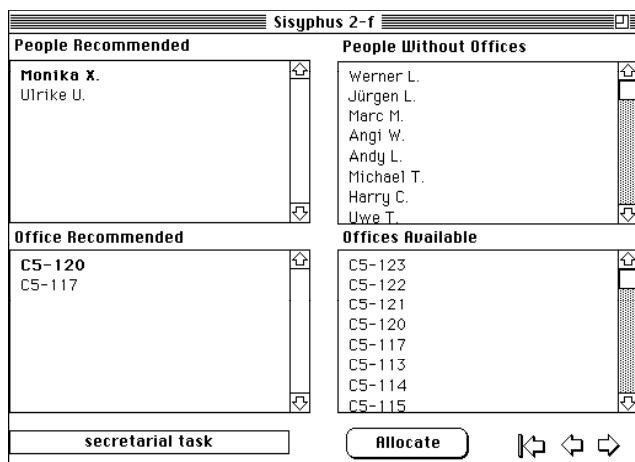 Sisyphus 2-f
People Recommended
Monika X.
Ulrike U.
People Without Offices
Werner L.
Jürgen L.
Marc M.
Angi W.
Andy L.
Michael T.
Harry C.
Uwe T.
Office Recommended
C5-120
C5-117
Offices Available
C5-123
C5-122
C5-121
C5-120
C5-117
C5-113
C5-114
C5-115
secretarial task
Allocate